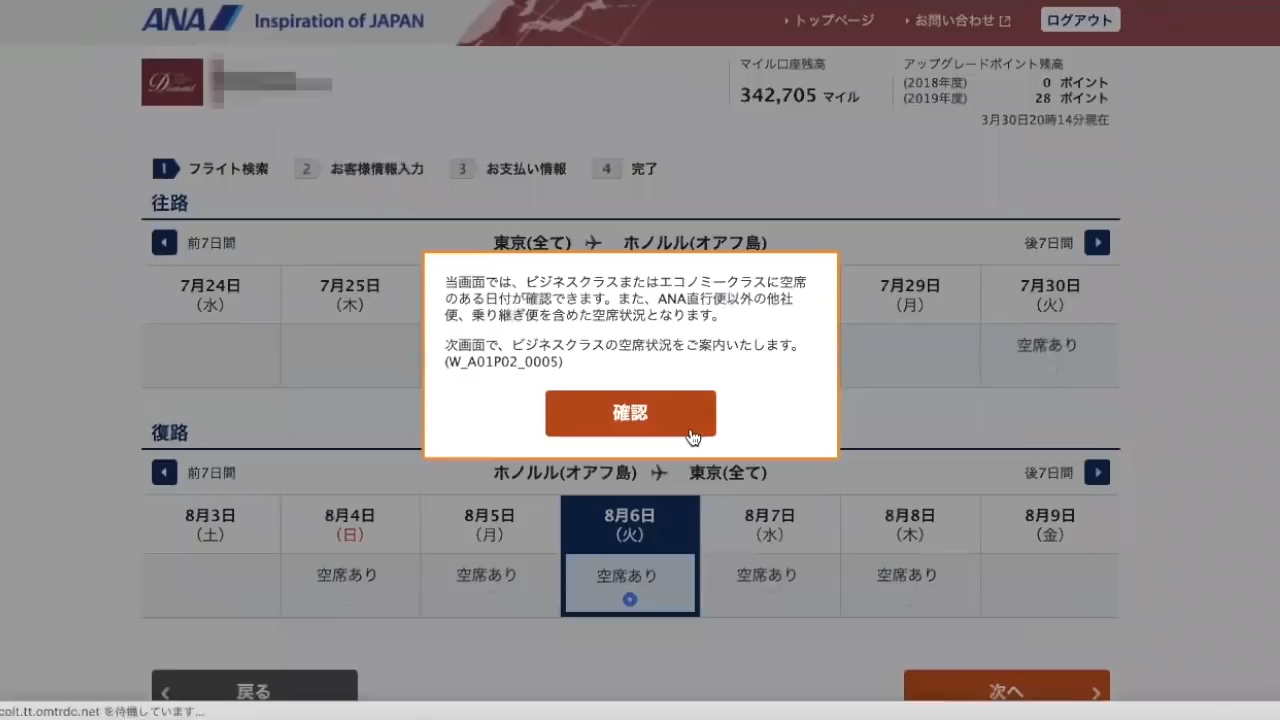 ANA Inspiration of JAPAN
トップページ
お問い合わせ
ログアウト
Diamond
マイル口座残高
342,705 マイル
アップグレードポイント残高
(2018年度) 0 ポイント
(2019年度) 28 ポイント
3月30日20時14分現在
1 フライト検索 2 お客様情報入力 3 お支払い情報 4 完了
往路
前7日間 東京(全て) ホノルル(オアフ島) 後7日間
7月24日 7月25日 7月29日 7月30日
(水) (木) (月) (火)
空席あり
当画面では、ビジネスクラスまたはエコノミークラスに空席
のある日付が確認できます。また、ANA直行便以外の他社
便、乗り継ぎ便を含めた空席状況となります。
次画面で、ビジネスクラスの空席状況をご案内いたします。
(W_A01P02_0005)
確認
復路
前7日間 ホノルル(オアフ島) 東京(全て) 後7日間
8月3日 8月4日 8月5日 8月6日 8月7日 8月8日 8月9日
(土) (日) (月) (火) (水) (木) (金)
空席あり 空席あり 空席あり 空席あり 空席あり
戻る 次へ
colt.tt.omtrdc.net を待機しています...